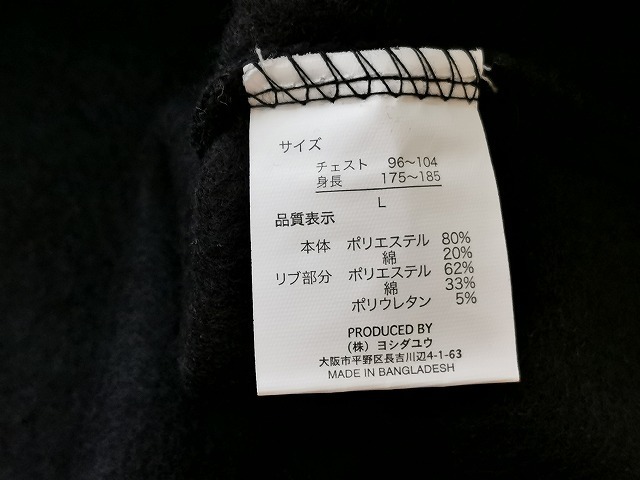 サイズ
チェスト 96~104
身長 175~185
L
品質表示
本体 ポリエステル 80%
綿 20%
リブ部分 ポリエステル 62%
綿 33%
ポリウレタン 5%
PRODUCED BY
(株) ヨシダユウ
大阪市平野区長吉川辺4-1-63
MADE IN BANGLADESH